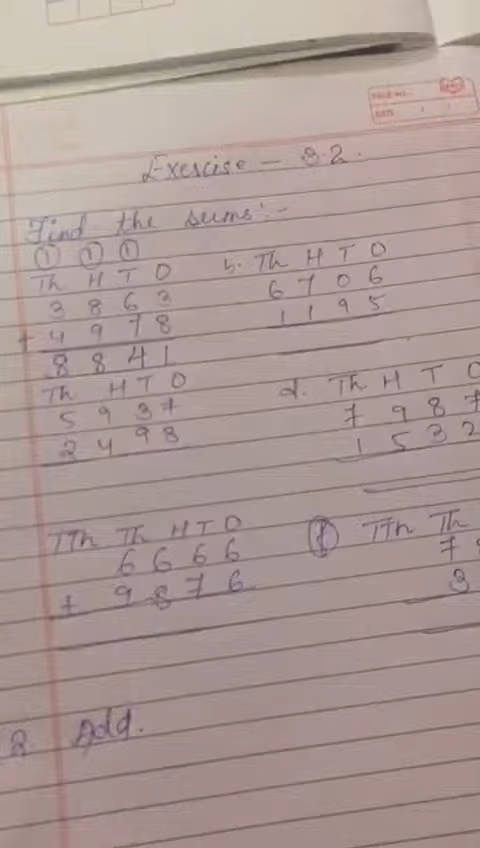 Exercise - 3.2.
Find the sums:-
① ① ①
Th H T O
3 8 6 3
+ 4 9 7 8
8 8 4 1
b. Th H T O
6 7 0 6
1 1 9 5
Th H T O
5 9 3 7
2 4 9 8
d. Th H T O
7 9 8 7
1 5 3 2
TTh Th H T O
6 6 6 6
+ 9 8 7 6
f TTh Th
7
3
2. Add.